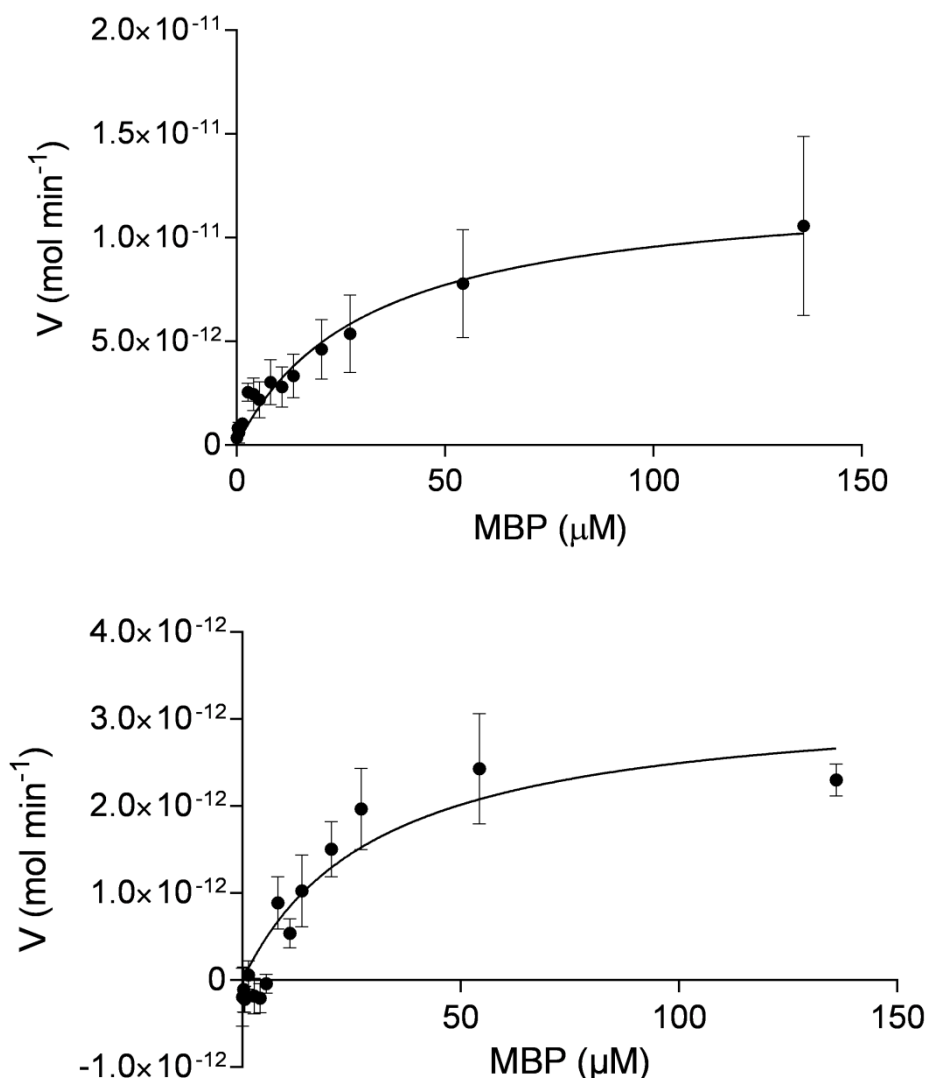 2.0×10⁻¹¹
1.5×10⁻¹¹
1.0×10⁻¹¹
5.0×10⁻¹²
0
V (mol min⁻¹)
0 50 100 150
MBP (μM)
4.0×10⁻¹²
3.0×10⁻¹²
2.0×10⁻¹²
1.0×10⁻¹²
0
-1.0×10⁻¹²
V (mol min⁻¹)
50 100 150
MBP (µM)